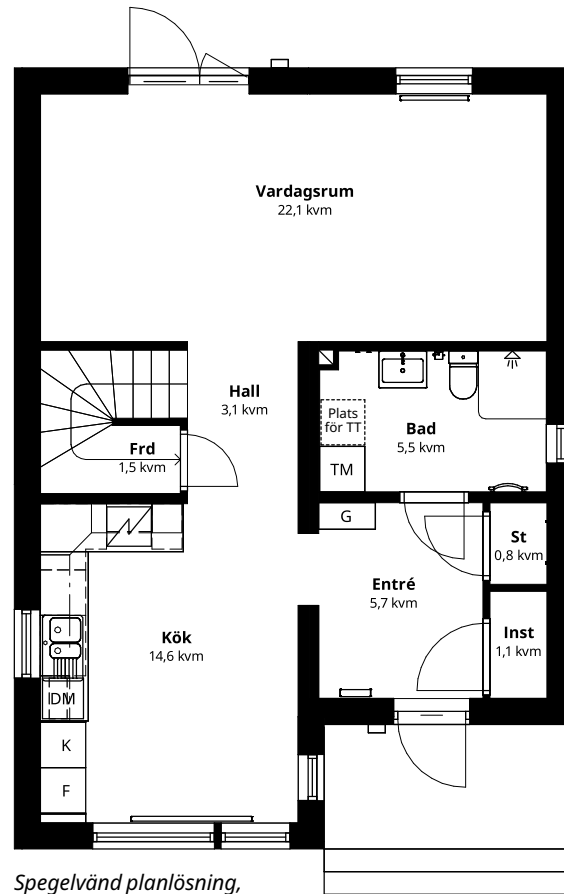 Vardagsrum
22,1 kvm
Hall
3,1 kvm
Plats
för TT
Bad
5,5 kvm
Frd
1,5 kvm
TM
G
St
0,8 kvm
Entré
5,7 kvm
Kök
14,6 kvm
Inst
1,1 kvm
DM
K
F
Spegelvänd planlösning,